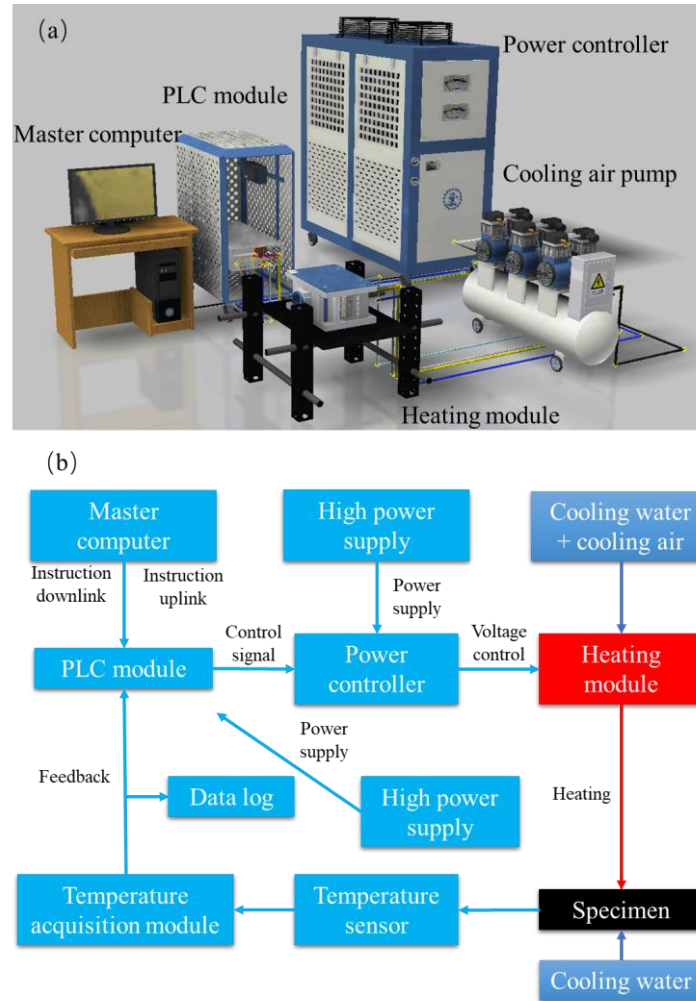 (a)
Power controller
PLC module
Master computer
Cooling air pump
Heating module
(b)
Master
computer
High power
supply
Cooling water
+ cooling air
Instruction
downlink
Instruction
uplink
Power
supply
Control
signal
Voltage
control
PLC module
Power
controller
Heating
module
Power
supply
Feedback
Data log
High power
supply
Heating
Temperature
acquisition module
Temperature
sensor
Specimen
Cooling water